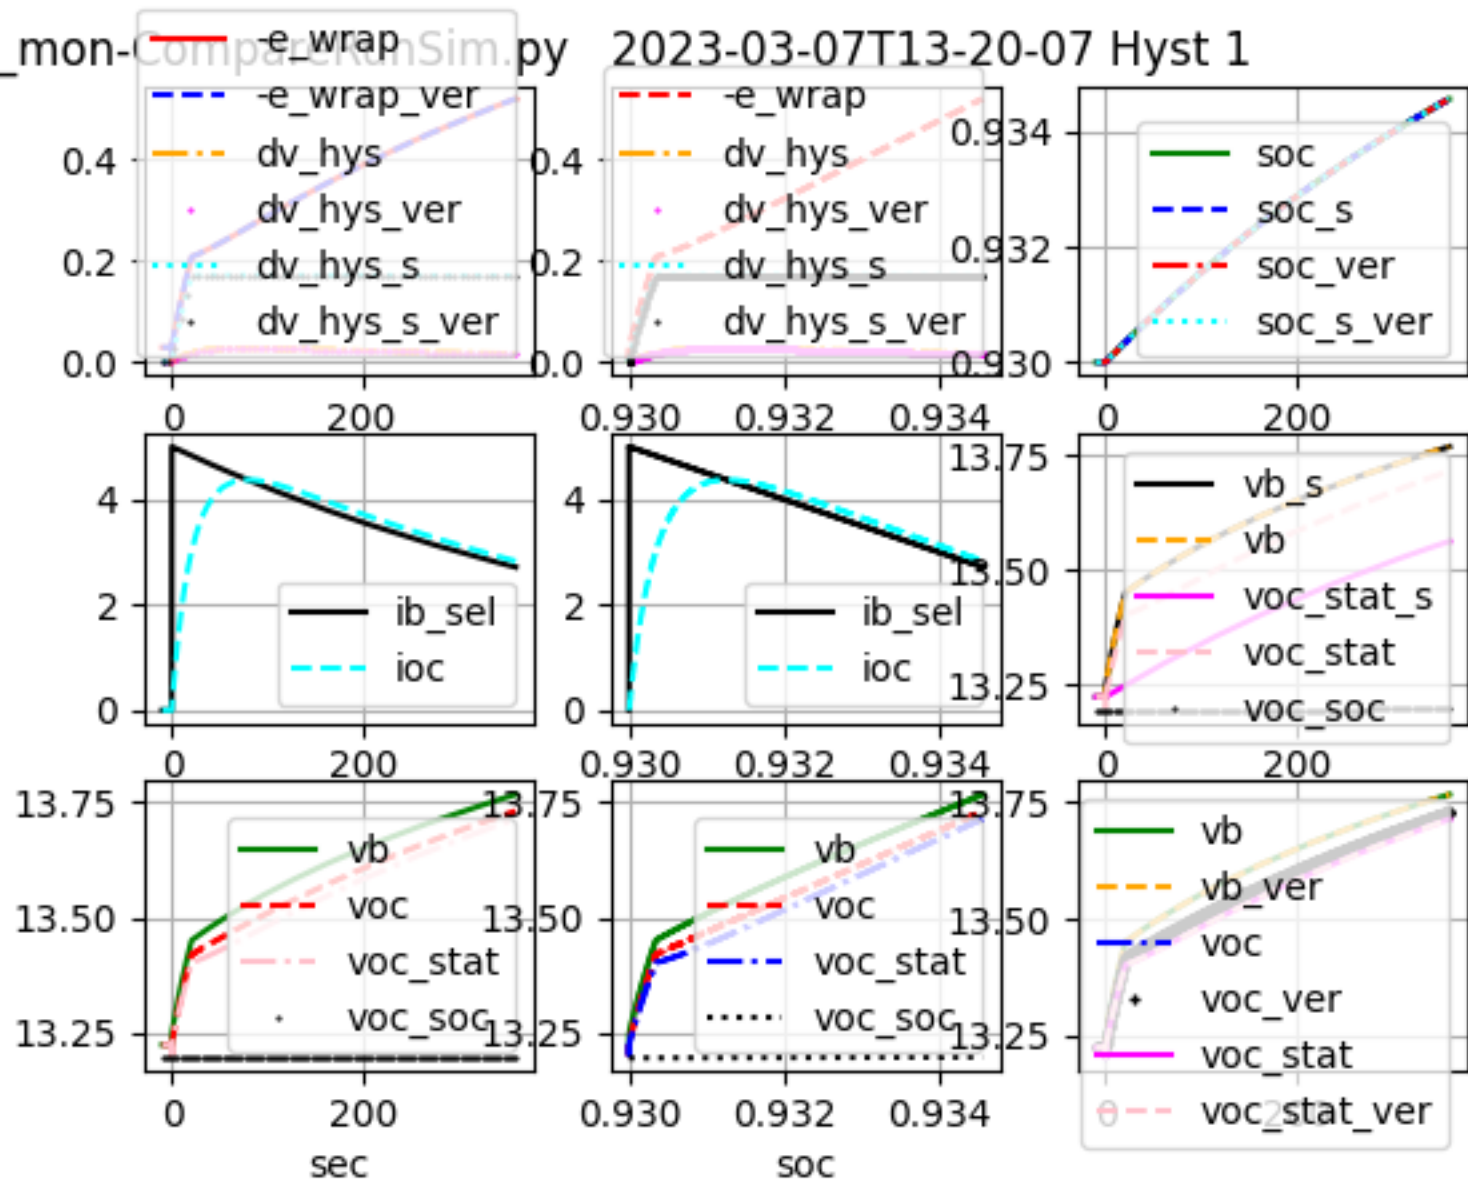 _mon-CompareRunSim.py 2023-03-07T13-20-07 Hyst 1
-e_wrap
-e_wrap_ver
dv_hys
dv_hys_ver
dv_hys_s
dv_hys_s_ver
0.4
0.2
0.0
0 200
-e_wrap
dv_hys
dv_hys_ver
dv_hys_s
dv_hys_s_ver
0.4
0.2
0.0
0.930 0.932 0.934
soc
soc_s
soc_ver
soc_s_ver
0.934
0.932
0.930
0 200
4
2
0
ib_sel
ioc
0 200
4
2
0
ib_sel
ioc
0.930 0.932 0.934
13.75
13.50
13.25
vb_s
vb
voc_stat_s
voc_stat
voc_soc
0 200
13.75
13.50
13.25
vb
voc
voc_stat
voc_soc
0 200
sec
13.75
13.50
13.25
vb
voc
voc_stat
voc_soc
0.930 0.932 0.934
soc
13.75
13.50
13.25
vb
vb_ver
voc
voc_ver
voc_stat
voc_stat_ver
0 200